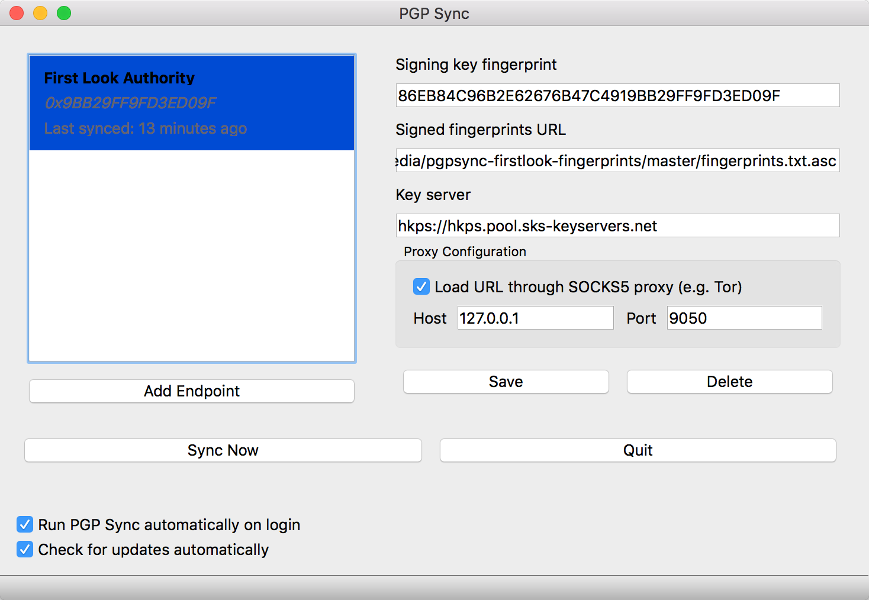 PGP Sync
First Look Authority
0x9BB29FF9FD3ED09F
Last synced: 13 minutes ago
Add Endpoint
Signing key fingerprint
86EB84C96B2E62676B47C4919BB29FF9FD3ED09F
Signed fingerprints URL
edia/pgpsync-firstlook-fingerprints/master/fingerprints.txt.asc
Key server
hkps://hkps.pool.sks-keyservers.net
Proxy Configuration
Load URL through SOCKS5 proxy (e.g. Tor)
Host 127.0.0.1 Port 9050
Save Delete
Sync Now Quit
Run PGP Sync automatically on login
Check for updates automatically